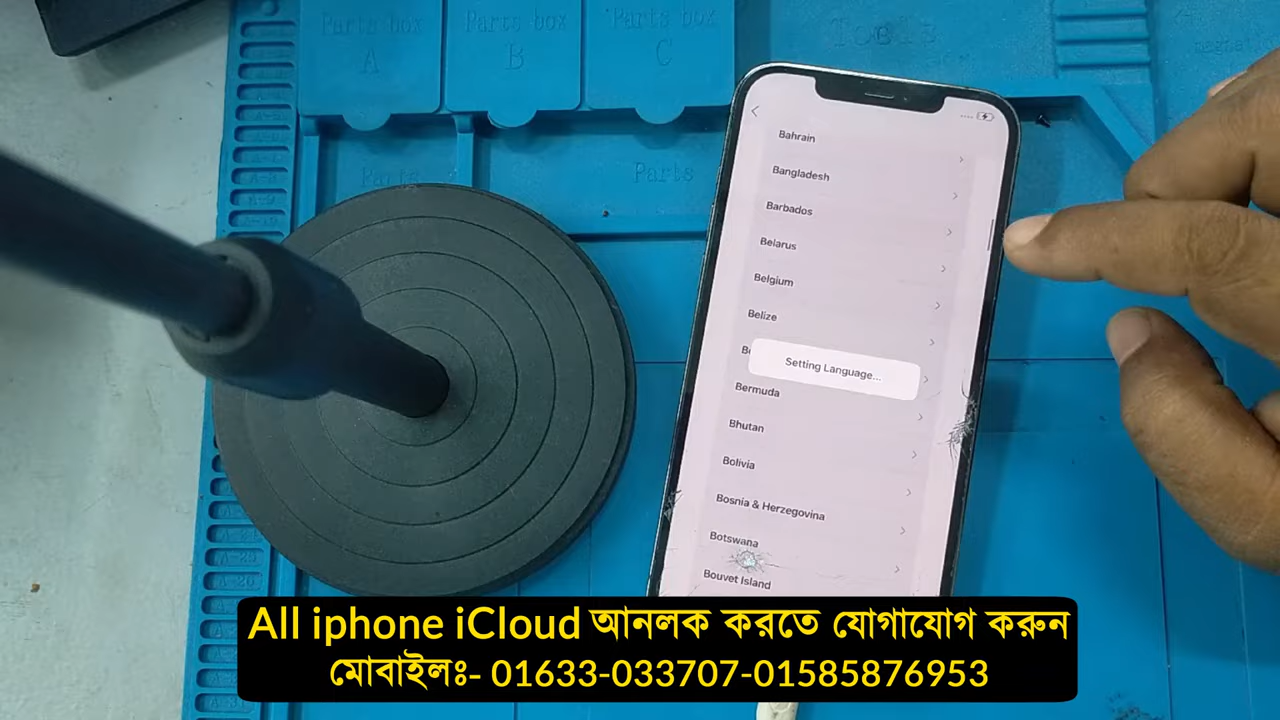 Parts box
A
Parts box
B
Parts box
C
Tools
Parts
Parts
Bahrain
Bangladesh
Barbados
Belarus
Belgium
Belize
Setting Language...
Bermuda
Bhutan
Bolivia
Bosnia & Herzegovina
Botswana
Bouvet Island
All iphone iCloud আনলক করতে যোগাযোগ করুন
মোবাইলঃ- 01633-033707-01585876953